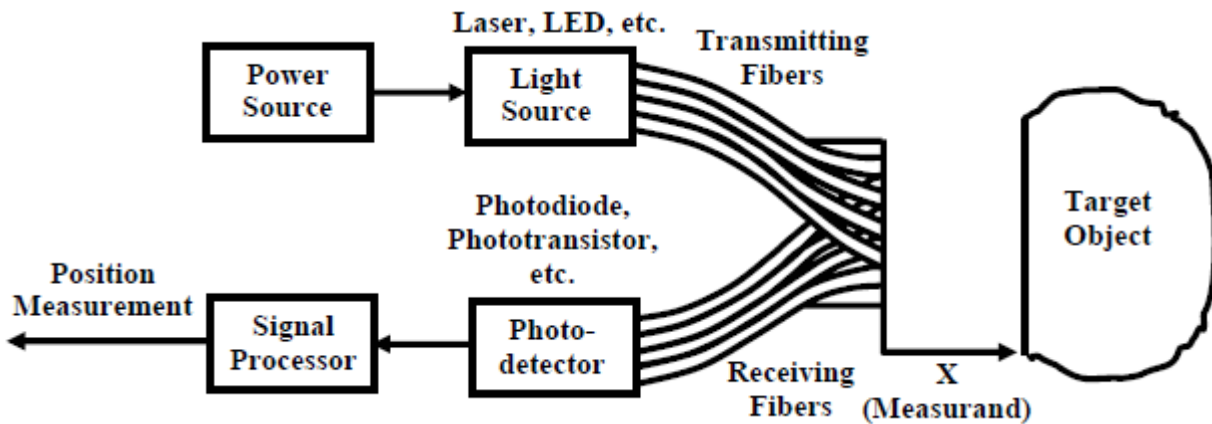 Laser, LED, etc.
Power
Source
Light
Source
Transmitting
Fibers
Target
Object
Photodiode,
Phototransistor,
etc.
Position
Measurement
Signal
Processor
Photo-
detector
Receiving
Fibers
X
(Measurand)